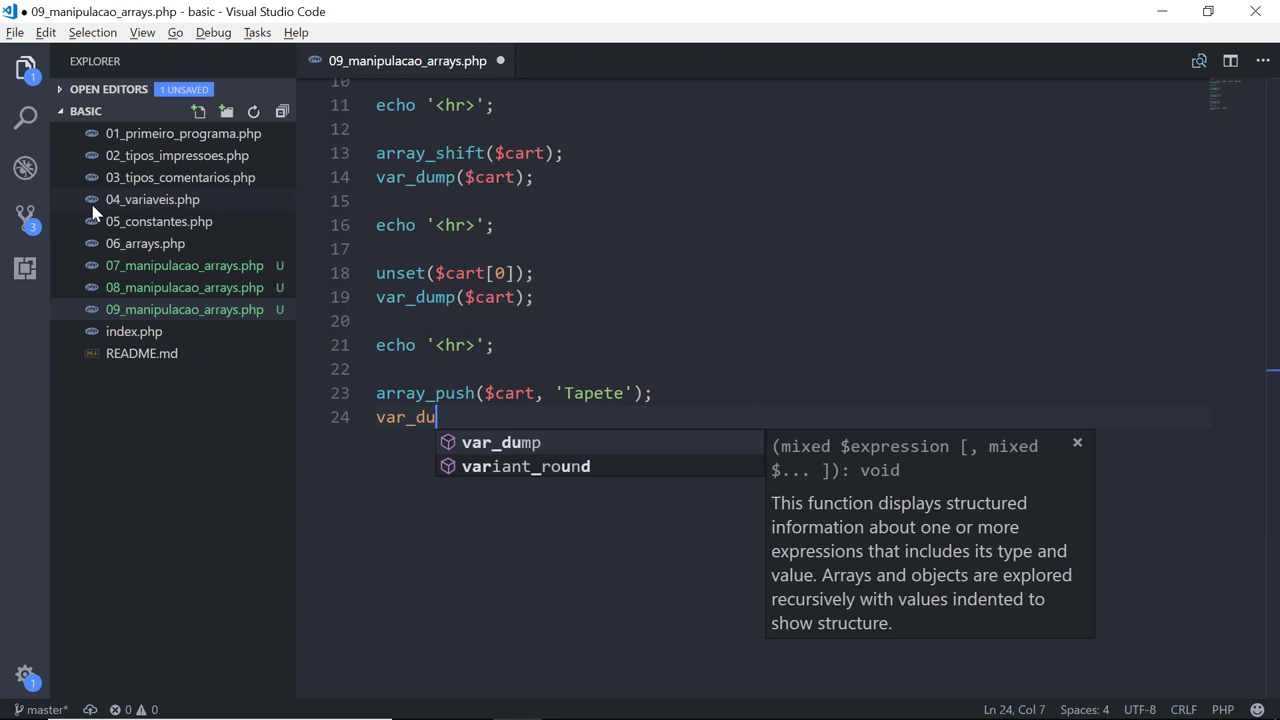 ● 09_manipulacao_arrays.php - basic - Visual Studio Code
File Edit Selection View Go Debug Tasks Help
EXPLORER
09_manipulacao_arrays.php
1
OPEN EDITORS 1 UNSAVED
BASIC
01_primeiro_programa.php
02_tipos_impressoes.php
03_tipos_comentarios.php
04_variaveis.php
05_constantes.php
06_arrays.php
07_manipulacao_arrays.php U
08_manipulacao_arrays.php U
09_manipulacao_arrays.php U
index.php
README.md
3
10
11 echo '<hr>';
12
13 array_shift($cart);
14 var_dump($cart);
15
16 echo '<hr>';
17
18 unset($cart[0]);
19 var_dump($cart);
20
21 echo '<hr>';
22
23 array_push($cart, 'Tapete');
24 var_du
var_dump
variant_round
(mixed $expression [, mixed
$... ]): void
This function displays structured
information about one or more
expressions that includes its type and
value. Arrays and objects are explored
recursively with values indented to
show structure.
1
master* 0 0 Ln 24, Col 7 Spaces: 4 UTF-8 CRLF PHP